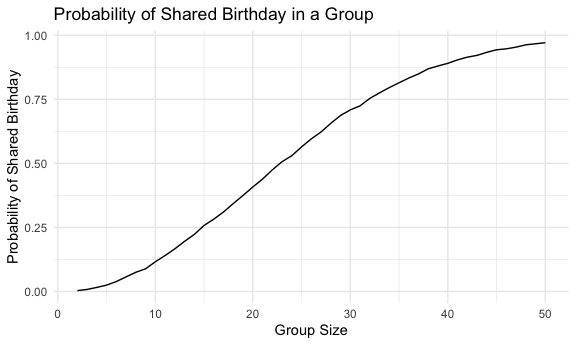 Probability of Shared Birthday in a Group
Probability of Shared Birthday
1.00
0.75
0.50
0.25
0.00
0 10 20 30 40 50
Group Size